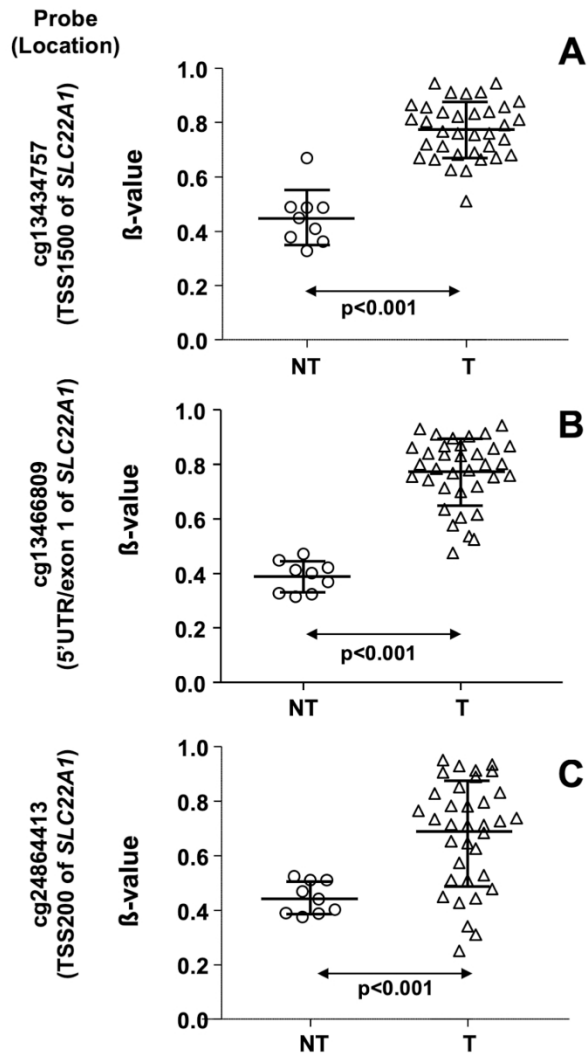 Probe
(Location)
A
cg13434757
(TSS1500 of SLC22A1)
ß-value
1.0
0.8
0.6
0.4
0.2
0.0
p<0.001
NT
T
B
cg13466809
(5'UTR/exon 1 of SLC22A1)
ß-value
1.0
0.8
0.6
0.4
0.2
0.0
p<0.001
NT
T
C
cg24864413
(TSS200 of SLC22A1)
ß-value
1.0
0.8
0.6
0.4
0.2
0.0
p<0.001
NT
T